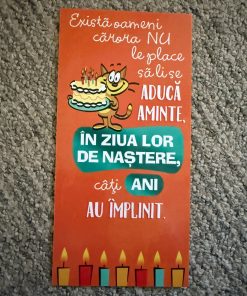 Există oameni
cărora NU
le place
să li se
ADUCĂ
AMINTE,
ÎN ZIUA LOR
DE NAȘTERE,
câți ANI
AU ÎMPLINIT.